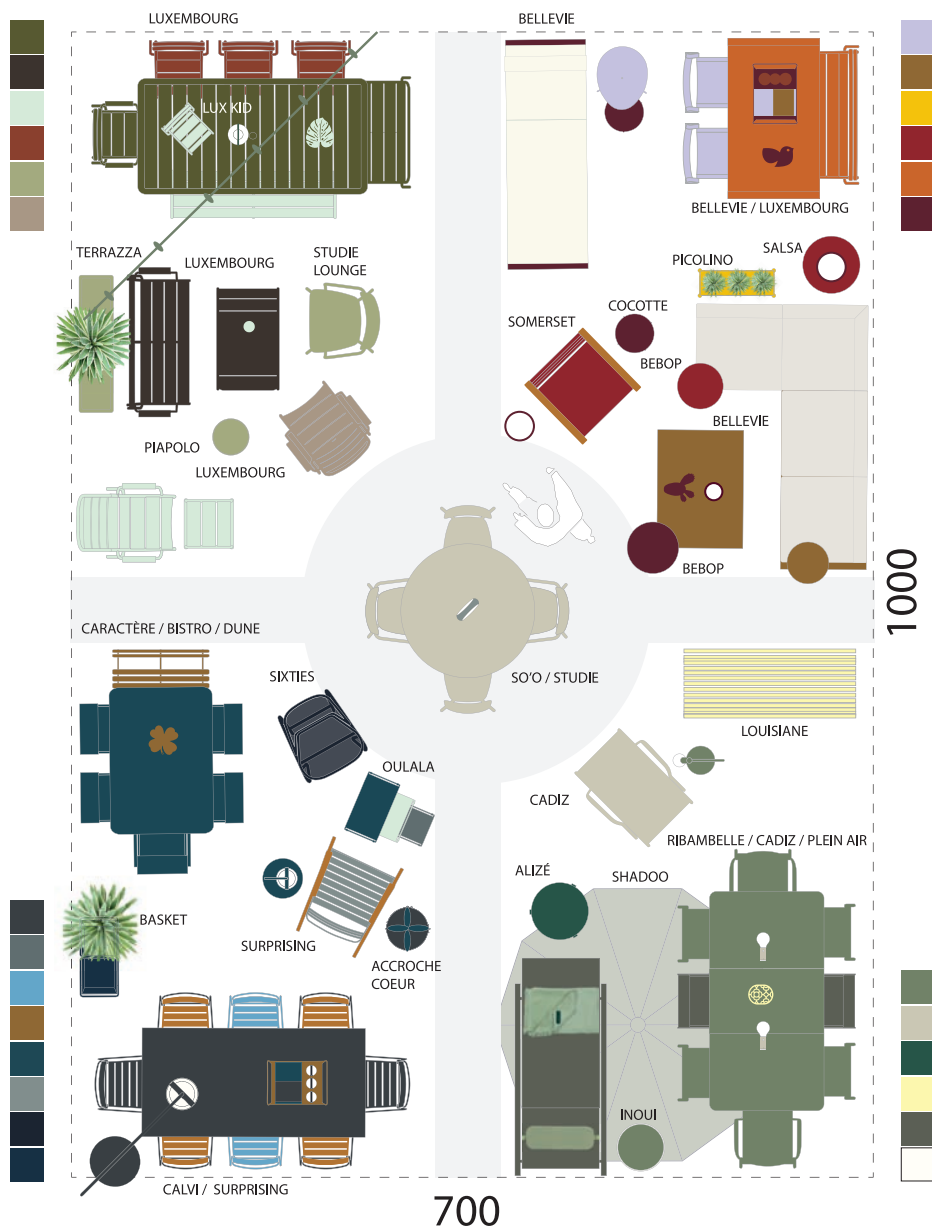 LUXEMBOURG
BELLEVIE
LUX KID
BELLEVIE / LUXEMBOURG
TERRAZZA
LUXEMBOURG
STUDIE
LOUNGE
PICOLINO
SALSA
SOMERSET
COCOTTE
BEBOP
BELLEVIE
PIAPOLO
LUXEMBOURG
BEBOP
1000
CARACTÈRE / BISTRO / DUNE
SIXTIES
SO'O / STUDIE
LOUISIANE
OULALA
CADIZ
RIBAMBELLE / CADIZ / PLEIN AIR
ALIZÉ
SHADOO
BASKET
SURPRISING
ACCROCHE
COEUR
INOUI
CALVI / SURPRISING
700